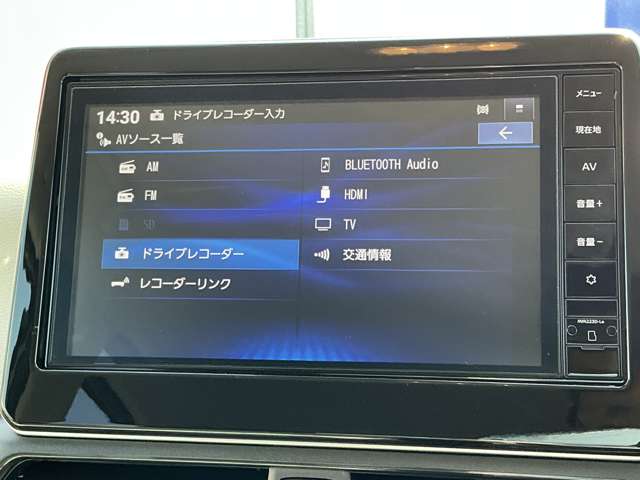 14:30 ドライブレコーダー入力
AVソース一覧
AM
FM
SD
ドライブレコーダー
レコーダーリンク
BLUETOOTH Audio
HDMI
TV
交通情報
メニュー
現在地
AV
音量+
音量-
MM223D-Le